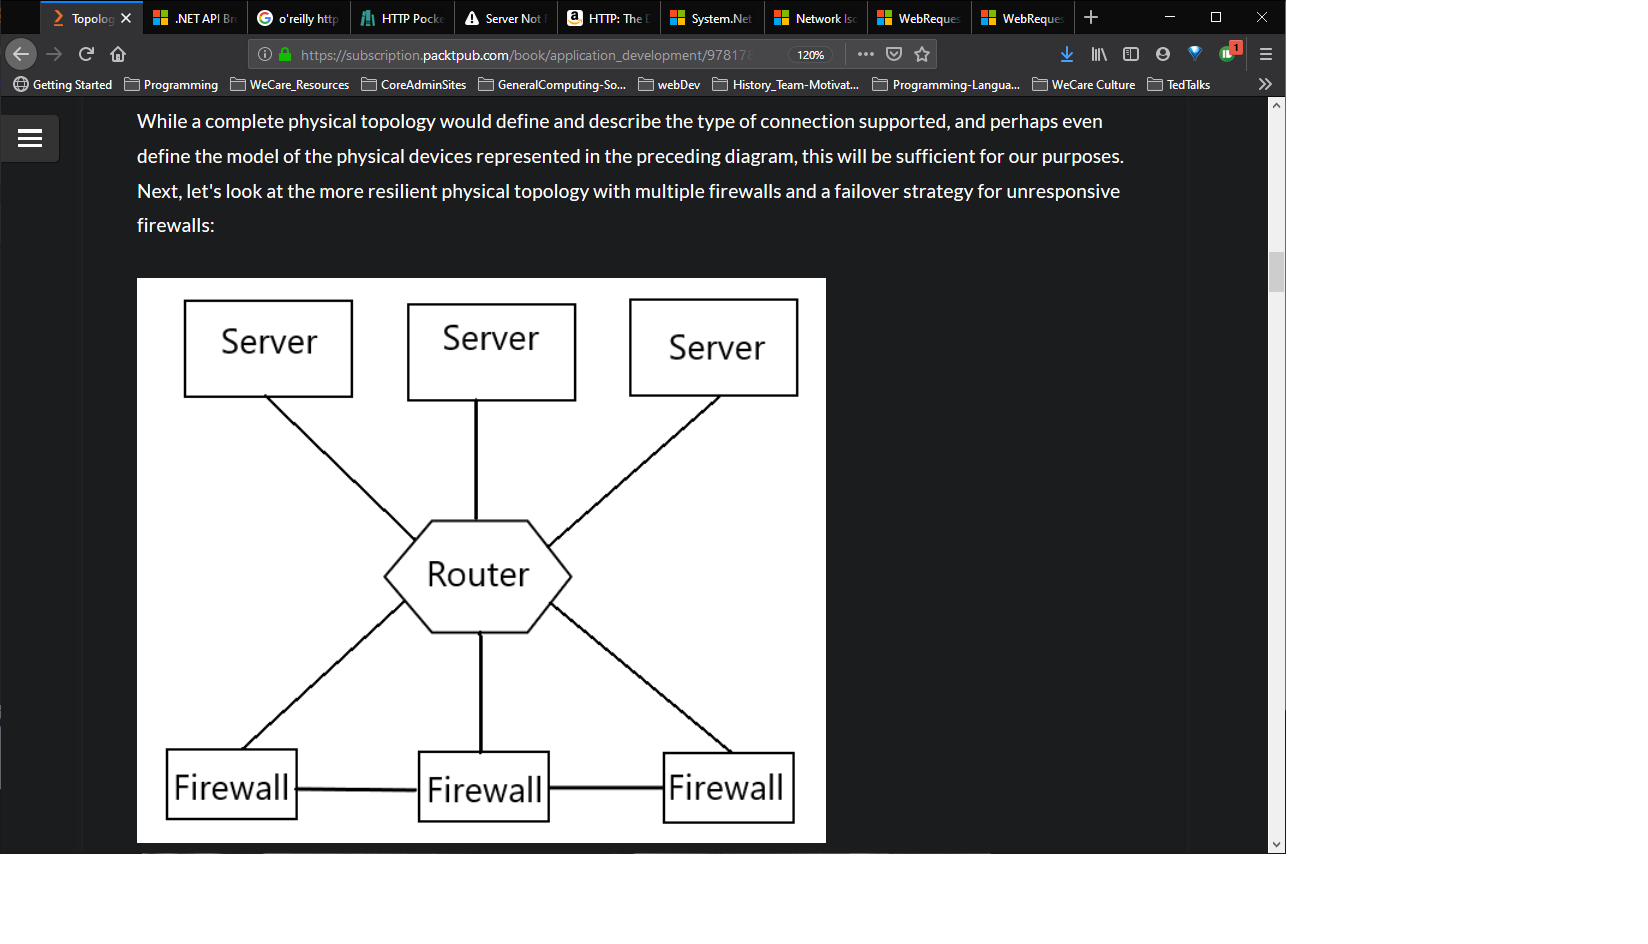 Topolog
.NET API Br
o'reilly http
HTTP Pocke
Server Not
HTTP: The D
System.Net
Network Iso
WebReques
WebReques
https://subscription.packtpub.com/book/application_development/97817
120%
1
Getting Started
Programming
WeCare_Resources
CoreAdminSites
GeneralComputing-So...
webDev
History_Team-Motivat...
Programming-Langua...
WeCare Culture
TedTalks
While a complete physical topology would define and describe the type of connection supported, and perhaps even
define the model of the physical devices represented in the preceding diagram, this will be sufficient for our purposes.
Next, let's look at the more resilient physical topology with multiple firewalls and a failover strategy for unresponsive
firewalls:
Server
Server
Server
Router
Firewall
Firewall
Firewall